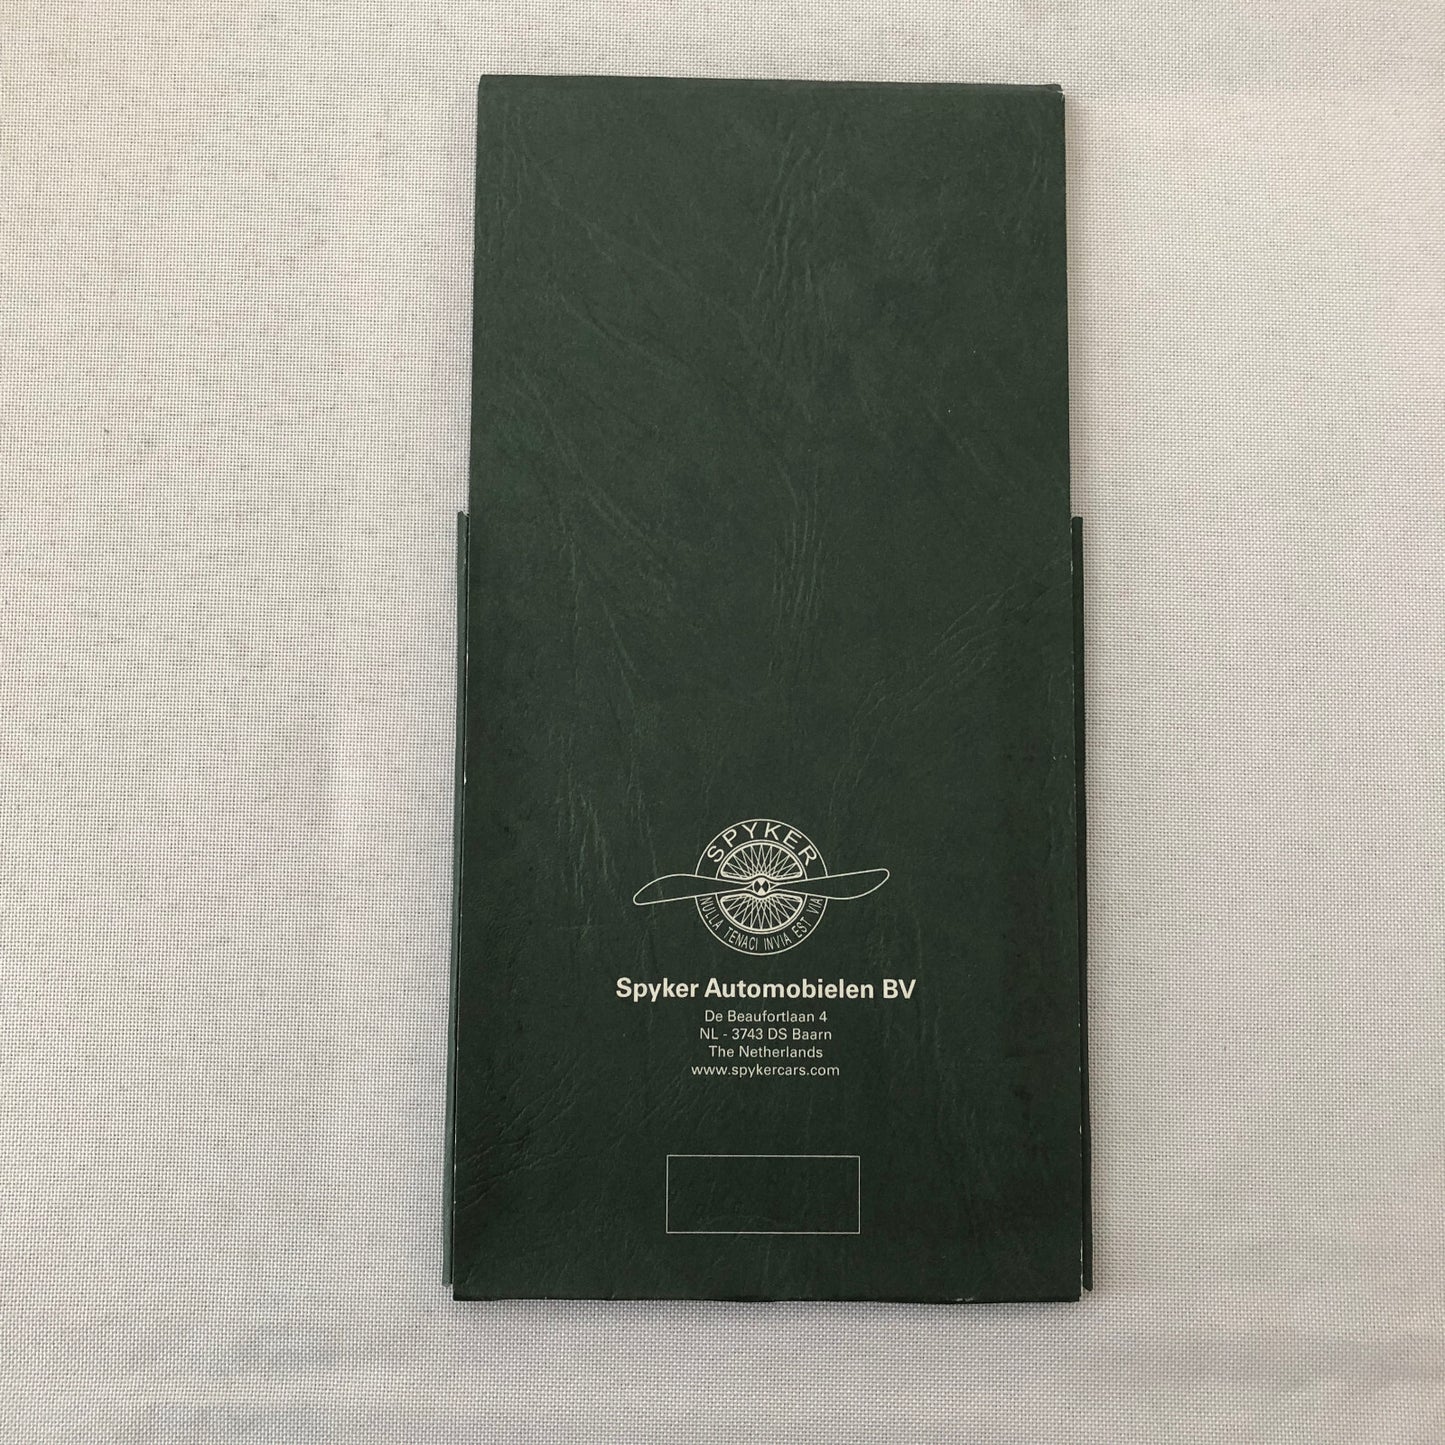 SPYKER
NULLA TENACI INVIA EST VIA
Spyker Automobielen BV
De Beaufortlaan 4
NL - 3743 DS Baarn
The Netherlands
www.spykercars.com